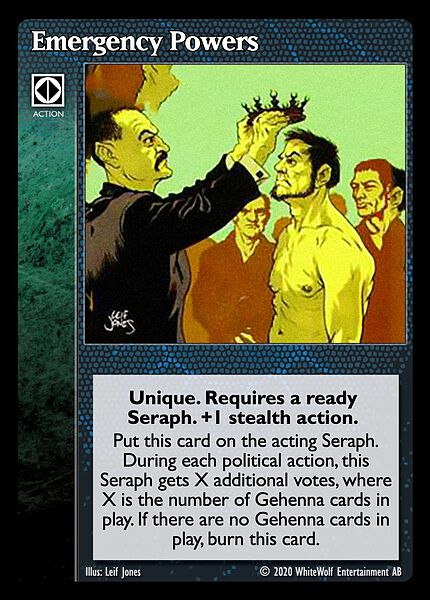 Emergency Powers
ACTION
LEIF
JONES
Unique. Requires a ready
Seraph. +1 stealth action.
Put this card on the acting Seraph.
During each political action, this
Seraph gets X additional votes, where
X is the number of Gehenna cards in
play. If there are no Gehenna cards in
play, burn this card.
Illus: Leif Jones
© 2020 WhiteWolf Entertainment AB